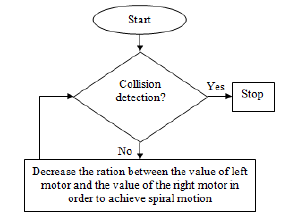 Start
Collision
detection?
Yes
Stop
No
Decrease the ration between the value of left
motor and the value of the right motor in
order to achieve spiral motion